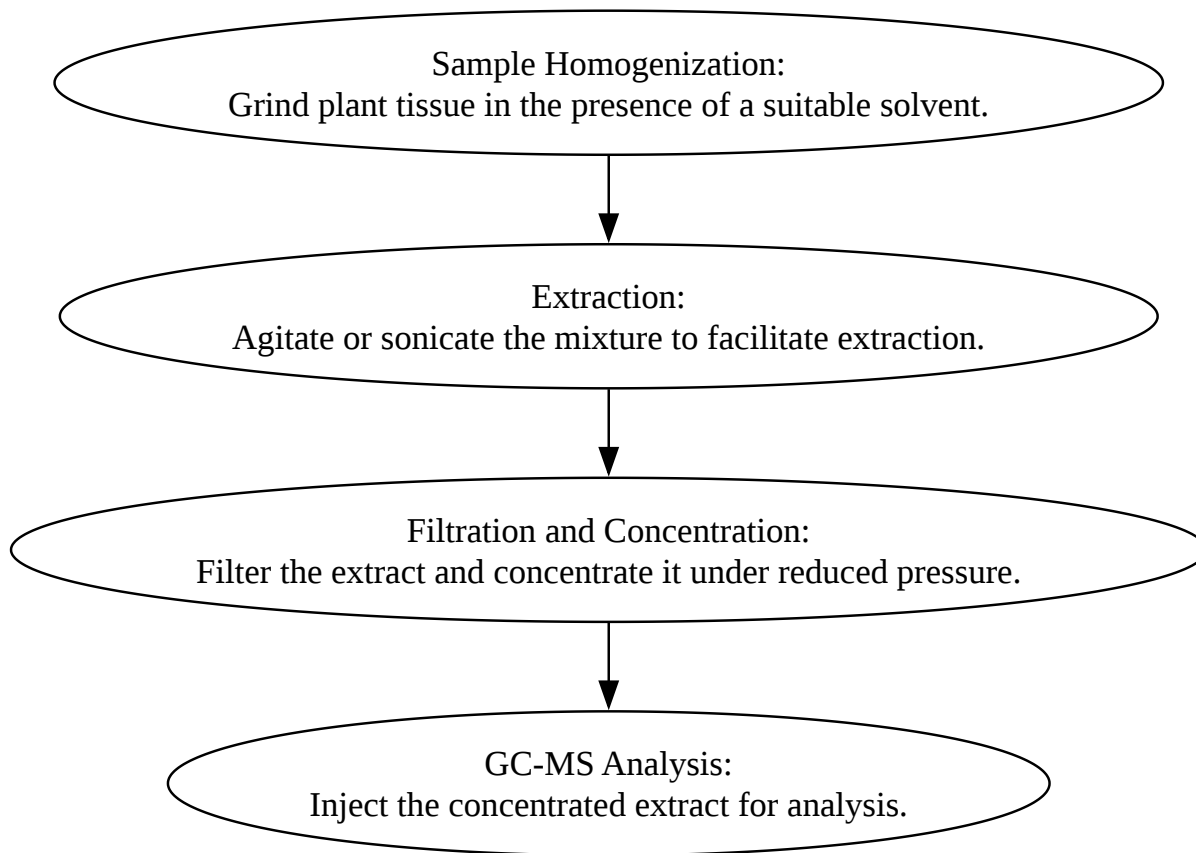 Sample Homogenization:
Grind plant tissue in the presence of a suitable solvent.
Extraction:
Agitate or sonicate the mixture to facilitate extraction.
Filtration and Concentration:
Filter the extract and concentrate it under reduced pressure.
GC-MS Analysis:
Inject the concentrated extract for analysis.